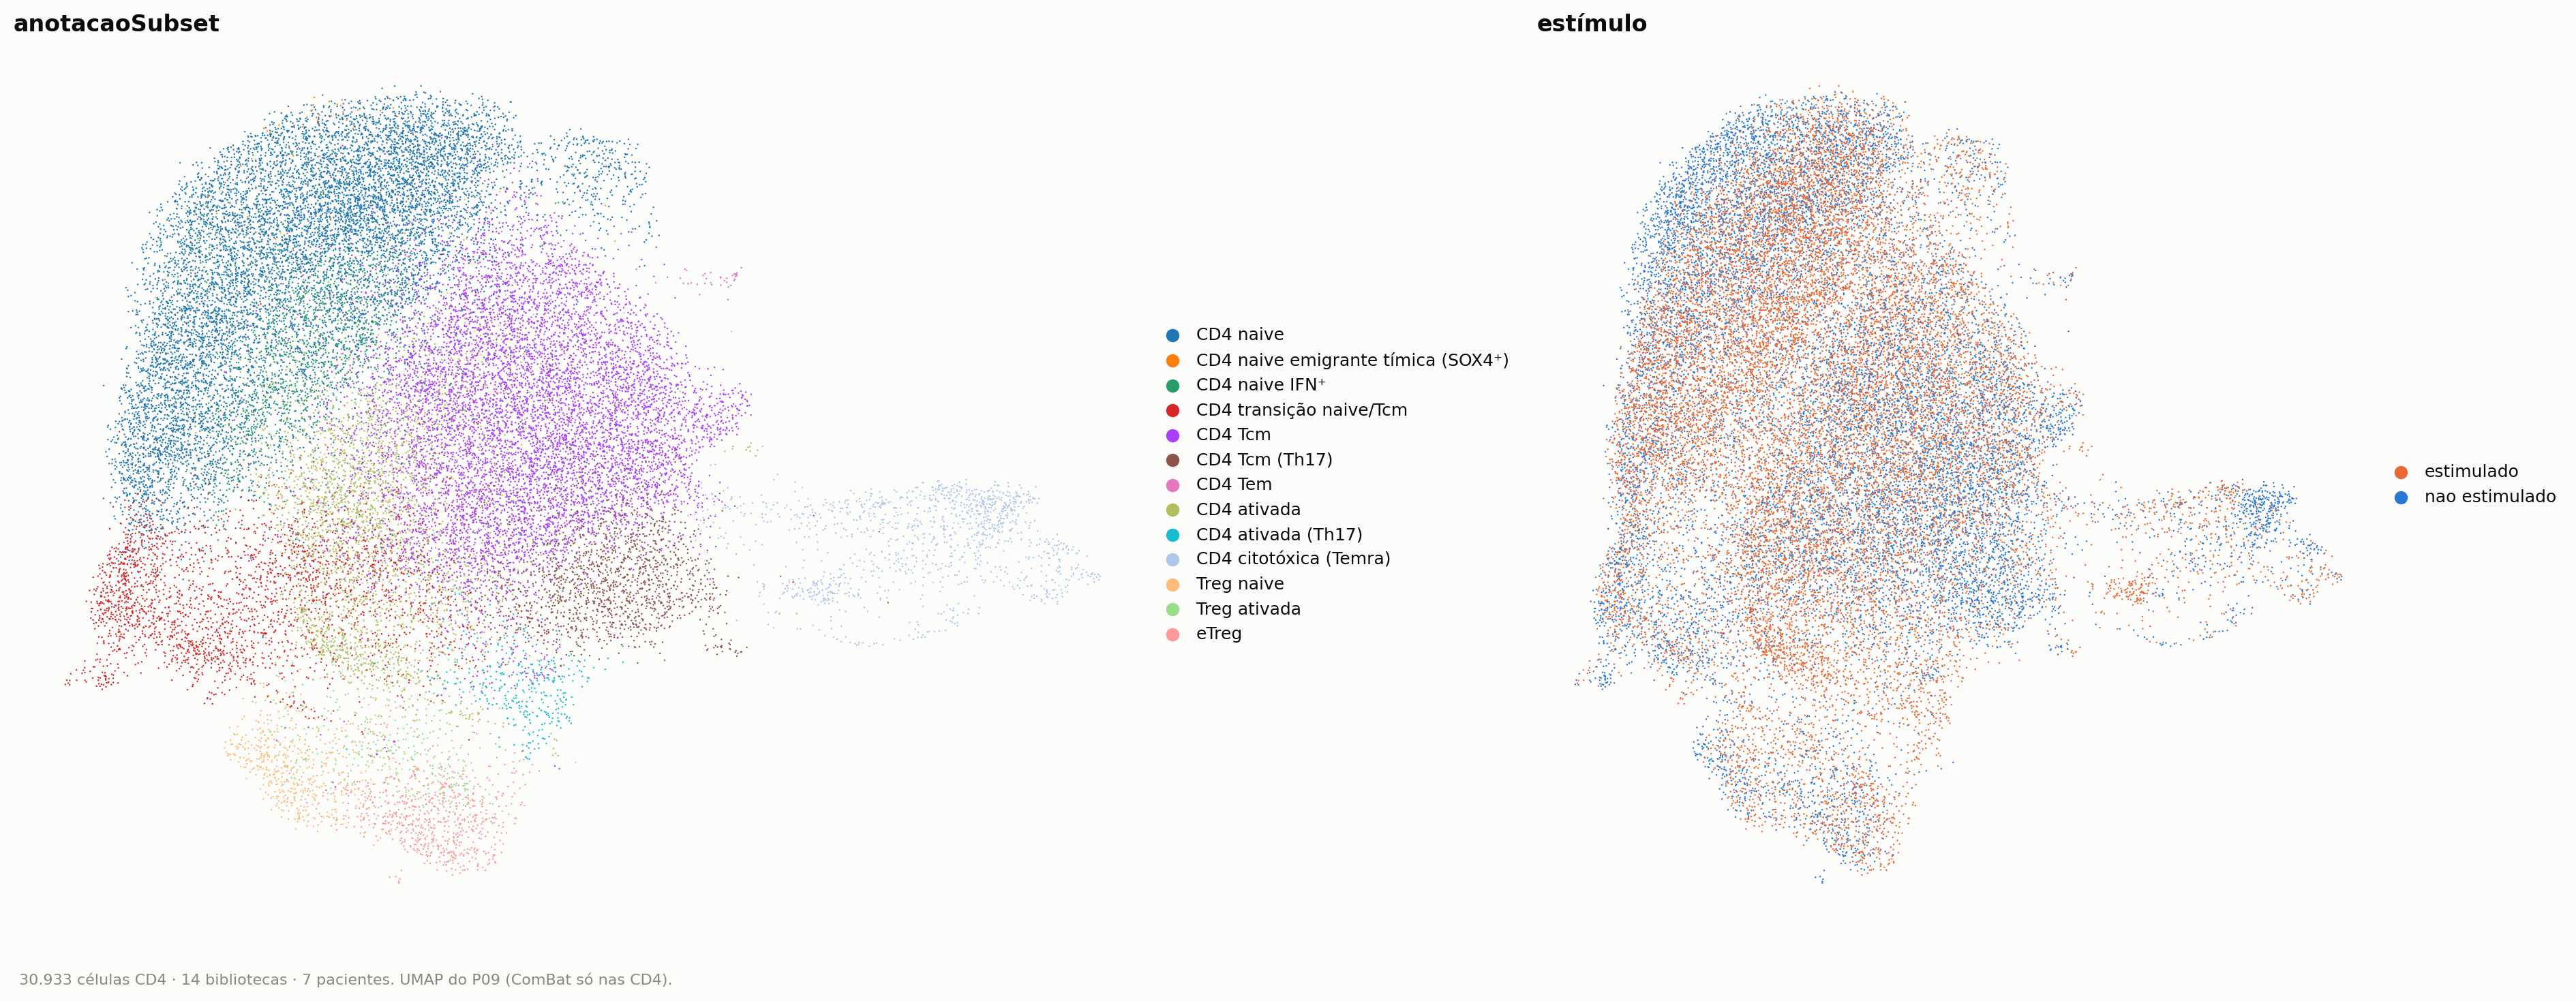 anotacaoSubset
estímulo
CD4 naive
CD4 naive emigrante tímica (SOX4⁺)
CD4 naive IFN⁺
CD4 transição naive/Tcm
CD4 Tcm
CD4 Tcm (Th17)
CD4 Tem
CD4 ativada
CD4 ativada (Th17)
CD4 citotóxica (Temra)
Treg naive
Treg ativada
eTreg
estimulado
nao estimulado
30.933 células CD4 · 14 bibliotecas · 7 pacientes. UMAP do P09 (ComBat só nas CD4).